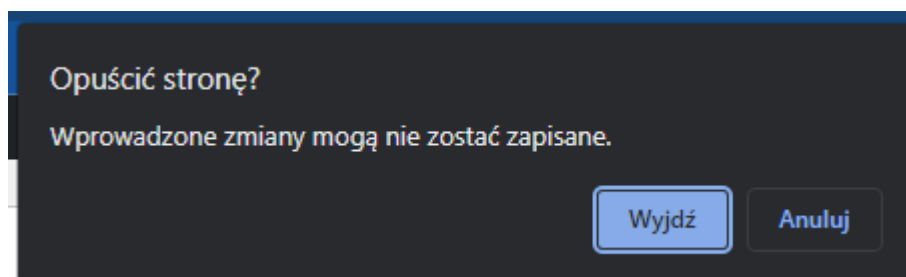 Opuścić stronę?
Wprowadzone zmiany mogą nie zostać zapisane.
Wyjdź Anuluj